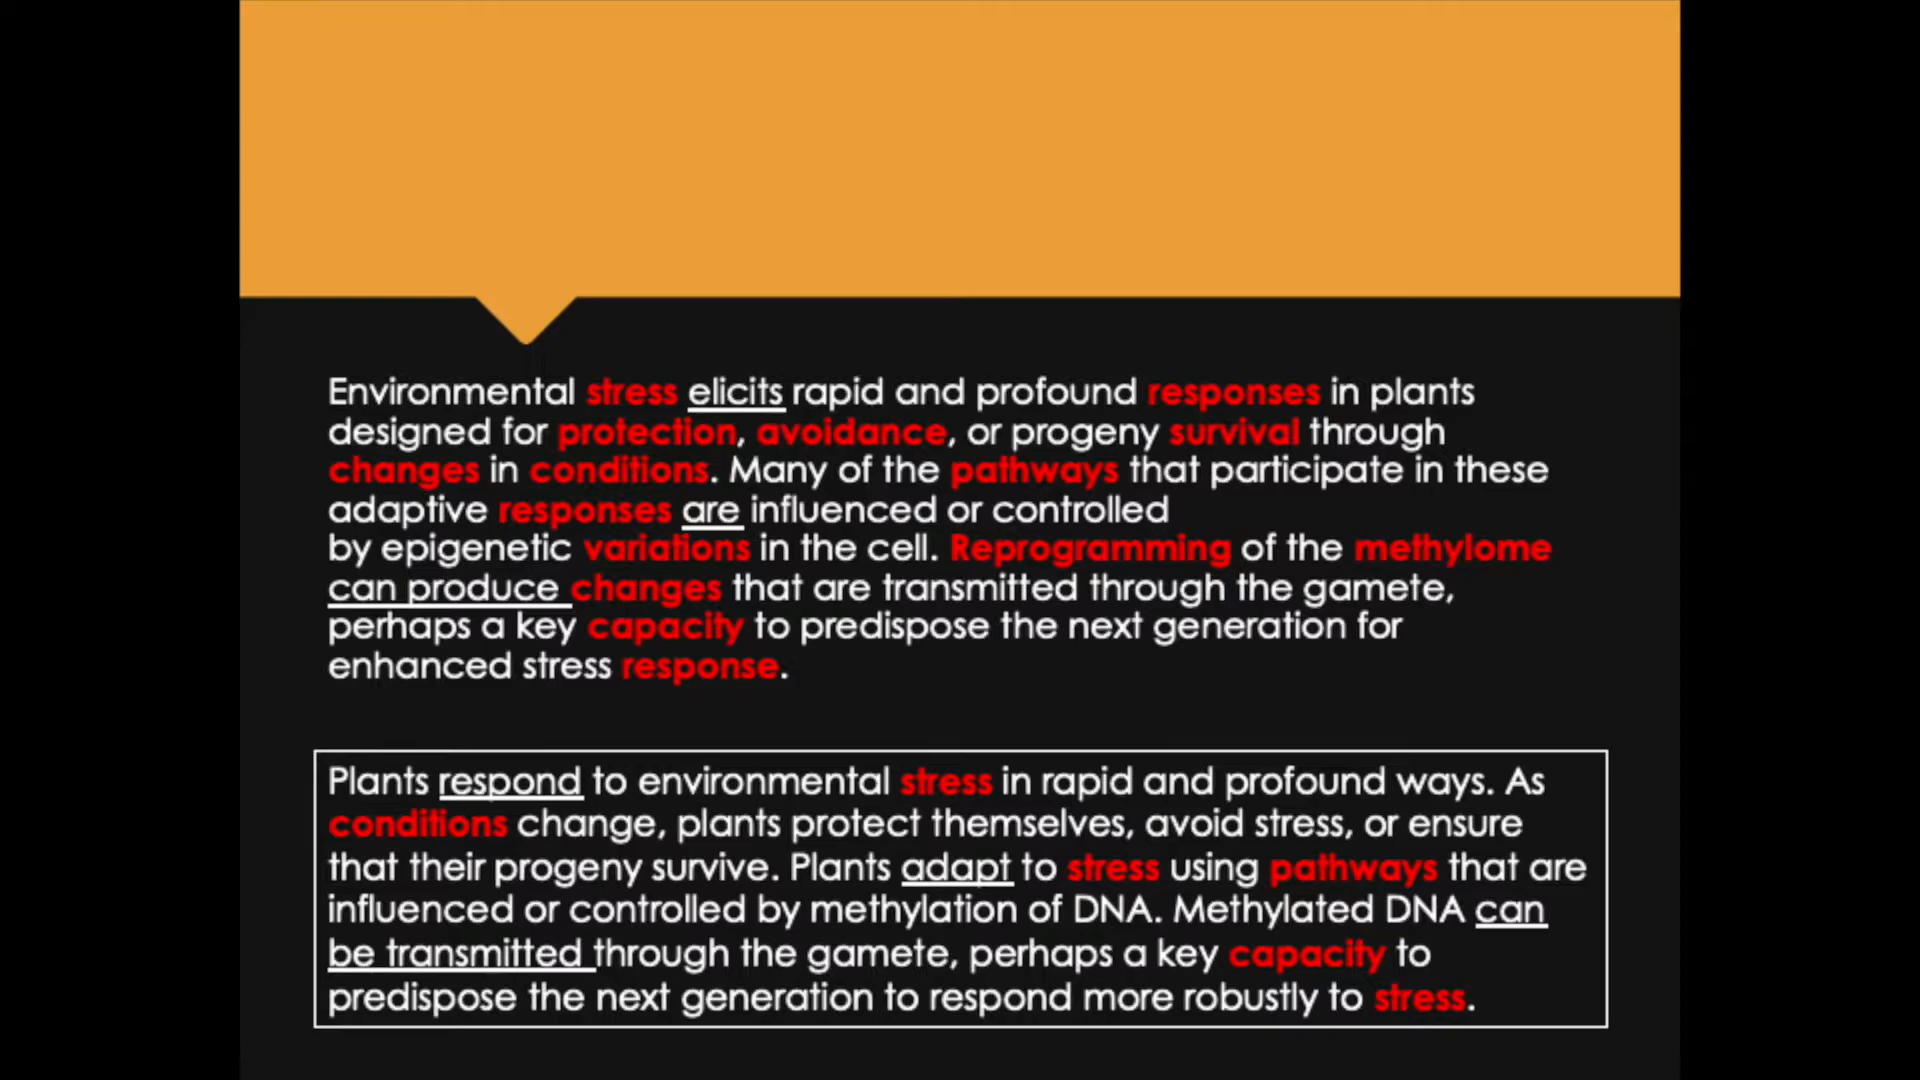 Environmental stress elicits rapid and profound responses in plants
designed for protection, avoidance, or progeny survival through
changes in conditions. Many of the pathways that participate in these
adaptive responses are influenced or controlled
by epigenetic variations in the cell. Reprogramming of the methylome
can produce changes that are transmitted through the gamete,
perhaps a key capacity to predispose the next generation for
enhanced stress response.
Plants respond to environmental stress in rapid and profound ways. As
conditions change, plants protect themselves, avoid stress, or ensure
that their progeny survive. Plants adapt to stress using pathways that are
influenced or controlled by methylation of DNA. Methylated DNA can
be transmitted through the gamete, perhaps a key capacity to
predispose the next generation to respond more robustly to stress.